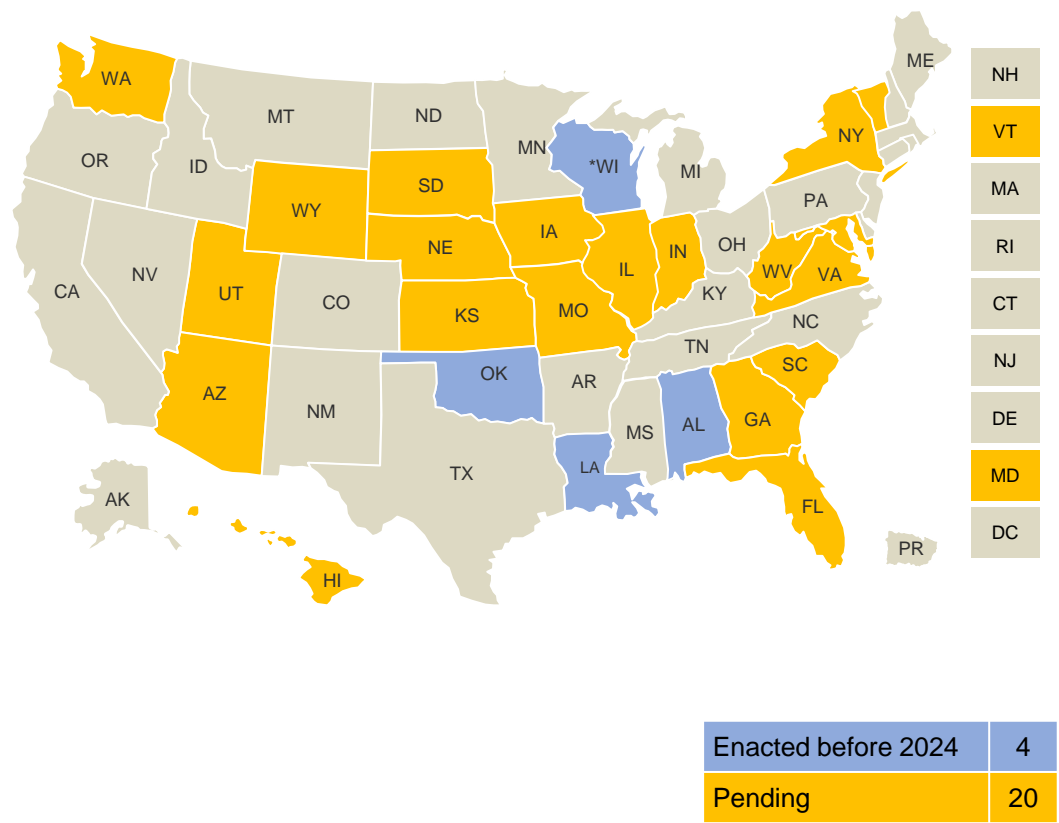 WA
MT
ND
MN
ME
NH
OR
ID
SD
*WI
MI
NY
VT
WY
IA
PA
MA
NV
NE
IL
IN
OH
RI
CA
UT
CO
KS
MO
WV
VA
KY
CT
AZ
NM
OK
AR
TN
NC
SC
NJ
TX
LA
MS
AL
GA
DE
AK
FL
MD
HI
PR
DC
Enacted before 2024 4
Pending 20